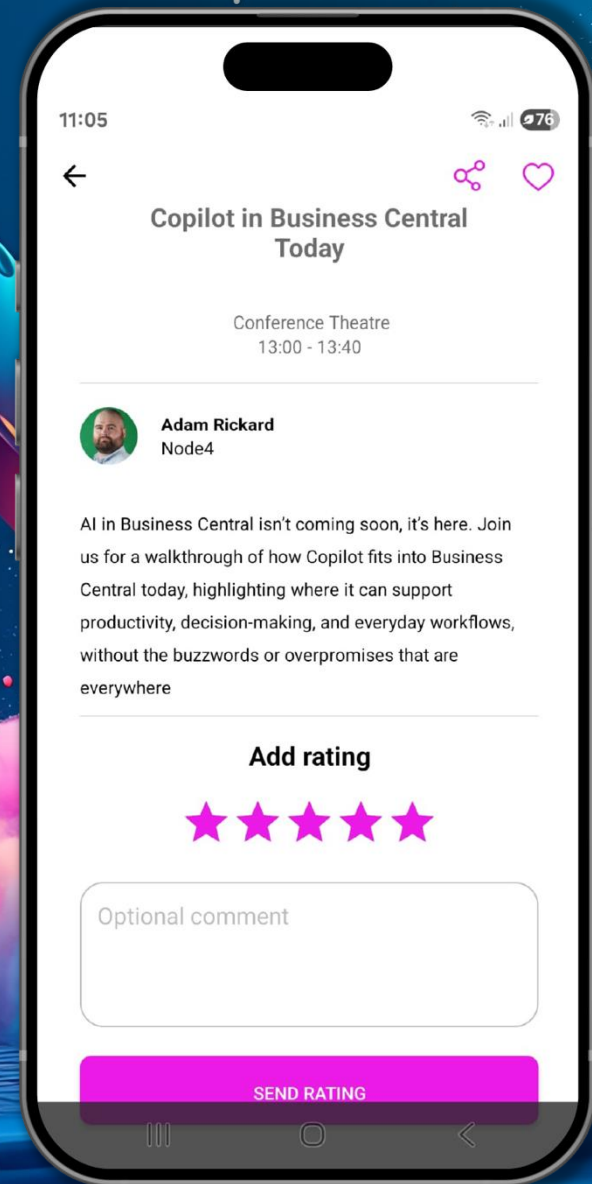 11:05
76
Copilot in Business Central
Today
Conference Theatre
13:00 - 13:40
Adam Rickard
Node4
AI in Business Central isn't coming soon, it's here. Join
us for a walkthrough of how Copilot fits into Business
Central today, highlighting where it can support
productivity, decision-making, and everyday workflows,
without the buzzwords or overpromises that are
everywhere
Add rating
Optional comment
SEND RATING